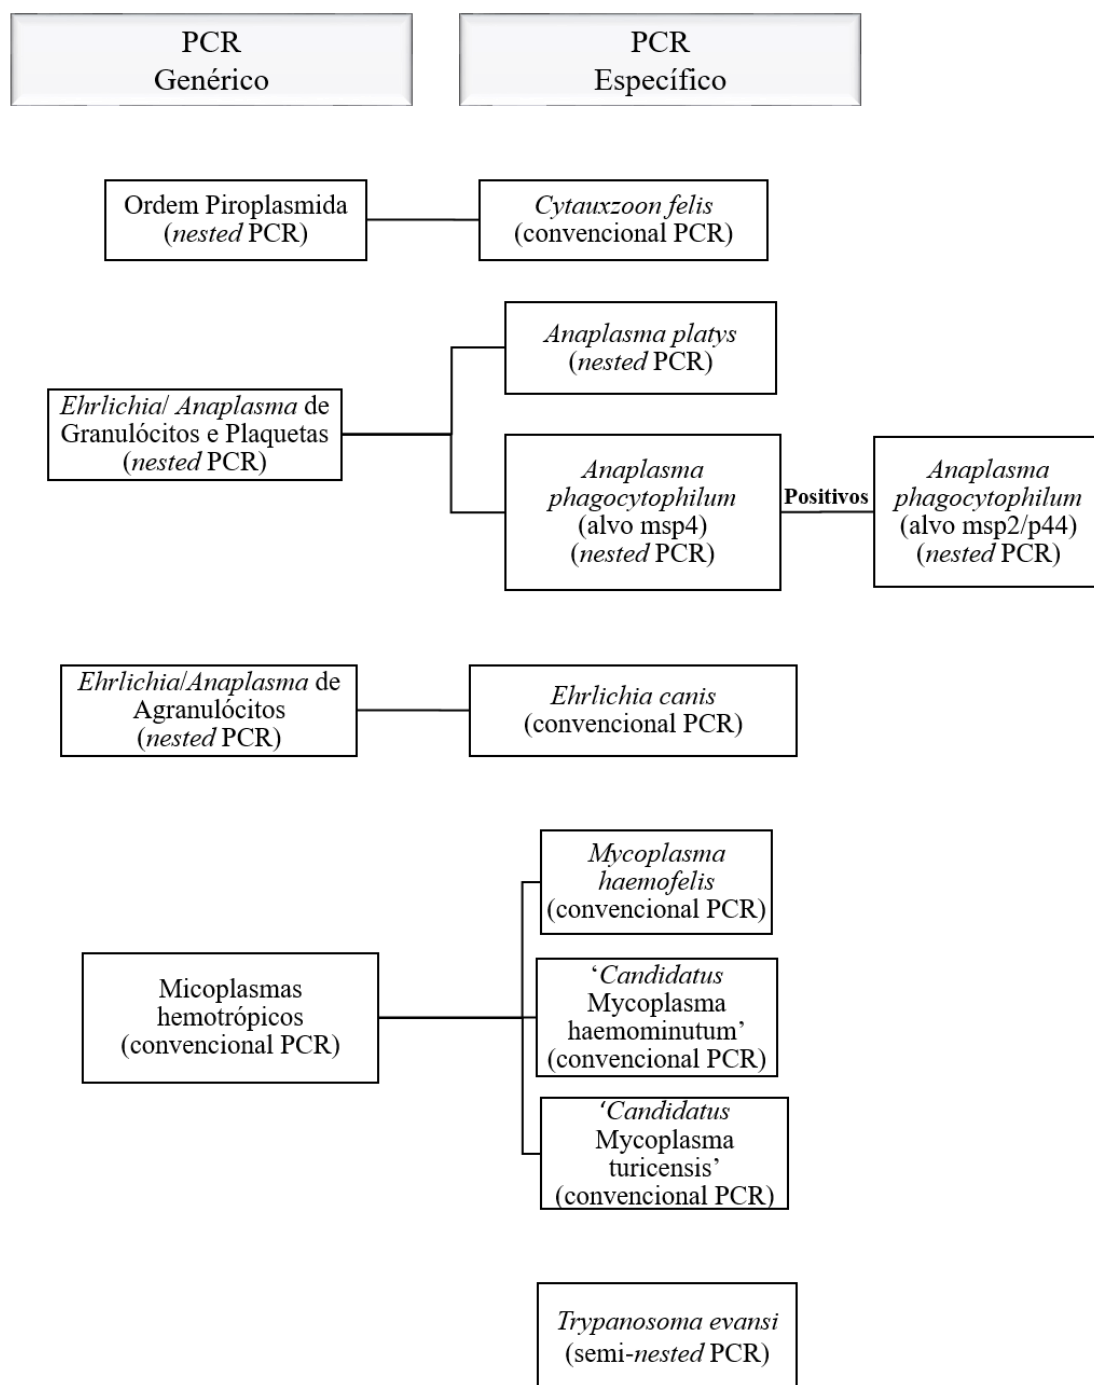 PCR
Genérico
PCR
Específico
Ordem Piroplasmida
(nested PCR)
Cytauxzoon felis
(convencional PCR)
Anaplasma platys
(nested PCR)
Ehrlichia/ Anaplasma de
Granulócitos e Plaquetas
(nested PCR)
Anaplasma
phagocytophilum
(alvo msp4)
(nested PCR)
Positivos
Anaplasma
phagocytophilum
(alvo msp2/p44)
(nested PCR)
Ehrlichia/Anaplasma de
Agranulócitos
(nested PCR)
Ehrlichia canis
(convencional PCR)
Mycoplasma
haemofelis
(convencional PCR)
Micoplasmas
hemotrópicos
(convencional PCR)
‘Candidatus
Mycoplasma
haemominutum’
(convencional PCR)
‘Candidatus
Mycoplasma
turicensis’
(convencional PCR)
Trypanosoma evansi
(semi-nested PCR)